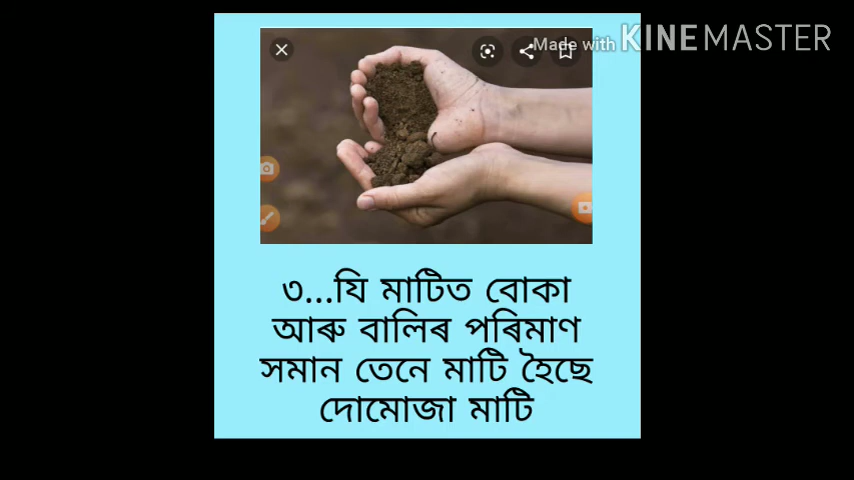 Made with KINEMASTER
৩...যি মাটিত বোকা
আৰু বালিৰ পৰিমাণ
সমান তেনে মাটি হৈছে
দোমোজা মাটি